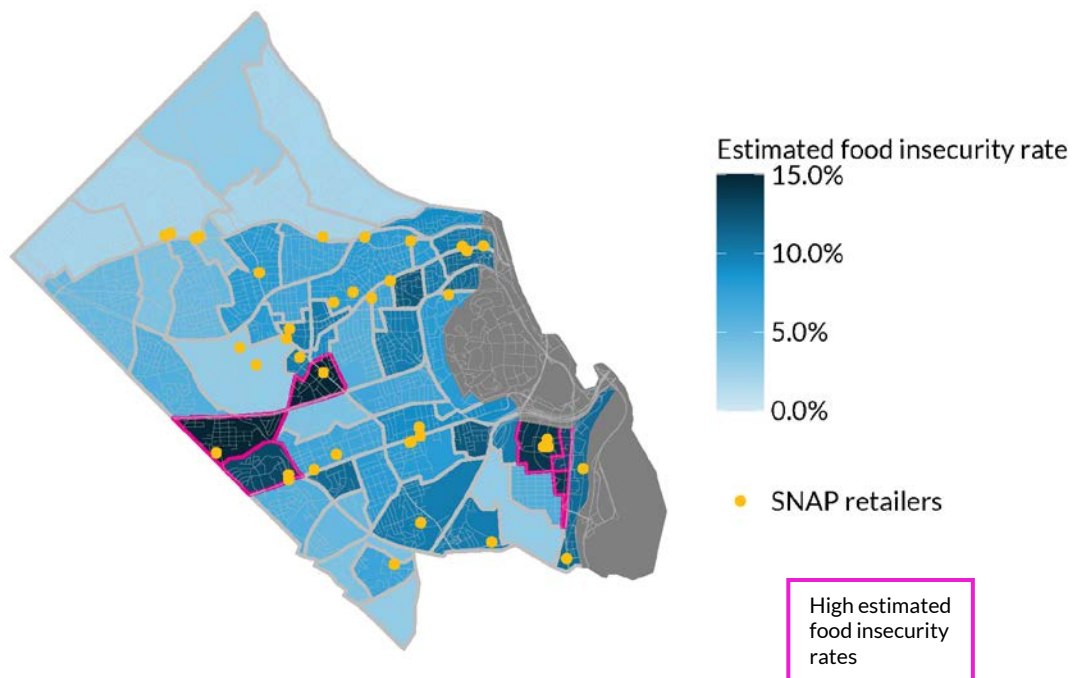 Estimated food insecurity rate
15.0%
10.0%
5.0%
0.0%
SNAP retailers
High estimated
food insecurity
rates